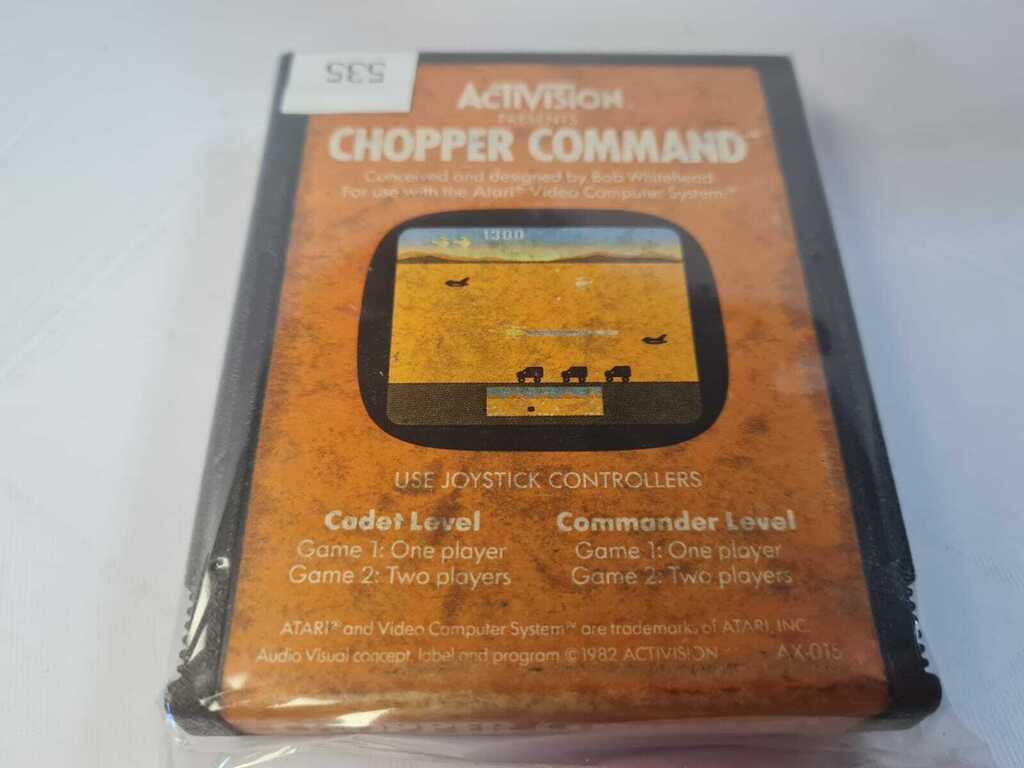 535
ACTIVISION.
PRESENTS
CHOPPER COMMAND™
Conceived and designed by Bob Whitehead
For use with the Atari® Video Computer System.™
1300
USE JOYSTICK CONTROLLERS
Cadet Level
Game 1: One player
Game 2: Two players
Commander Level
Game 1: One player
Game 2: Two players
ATARI® and Video Computer System™ are trademarks of ATARI, INC.
Audio Visual concept, label and program © 1982 ACTIVISION
AX-015